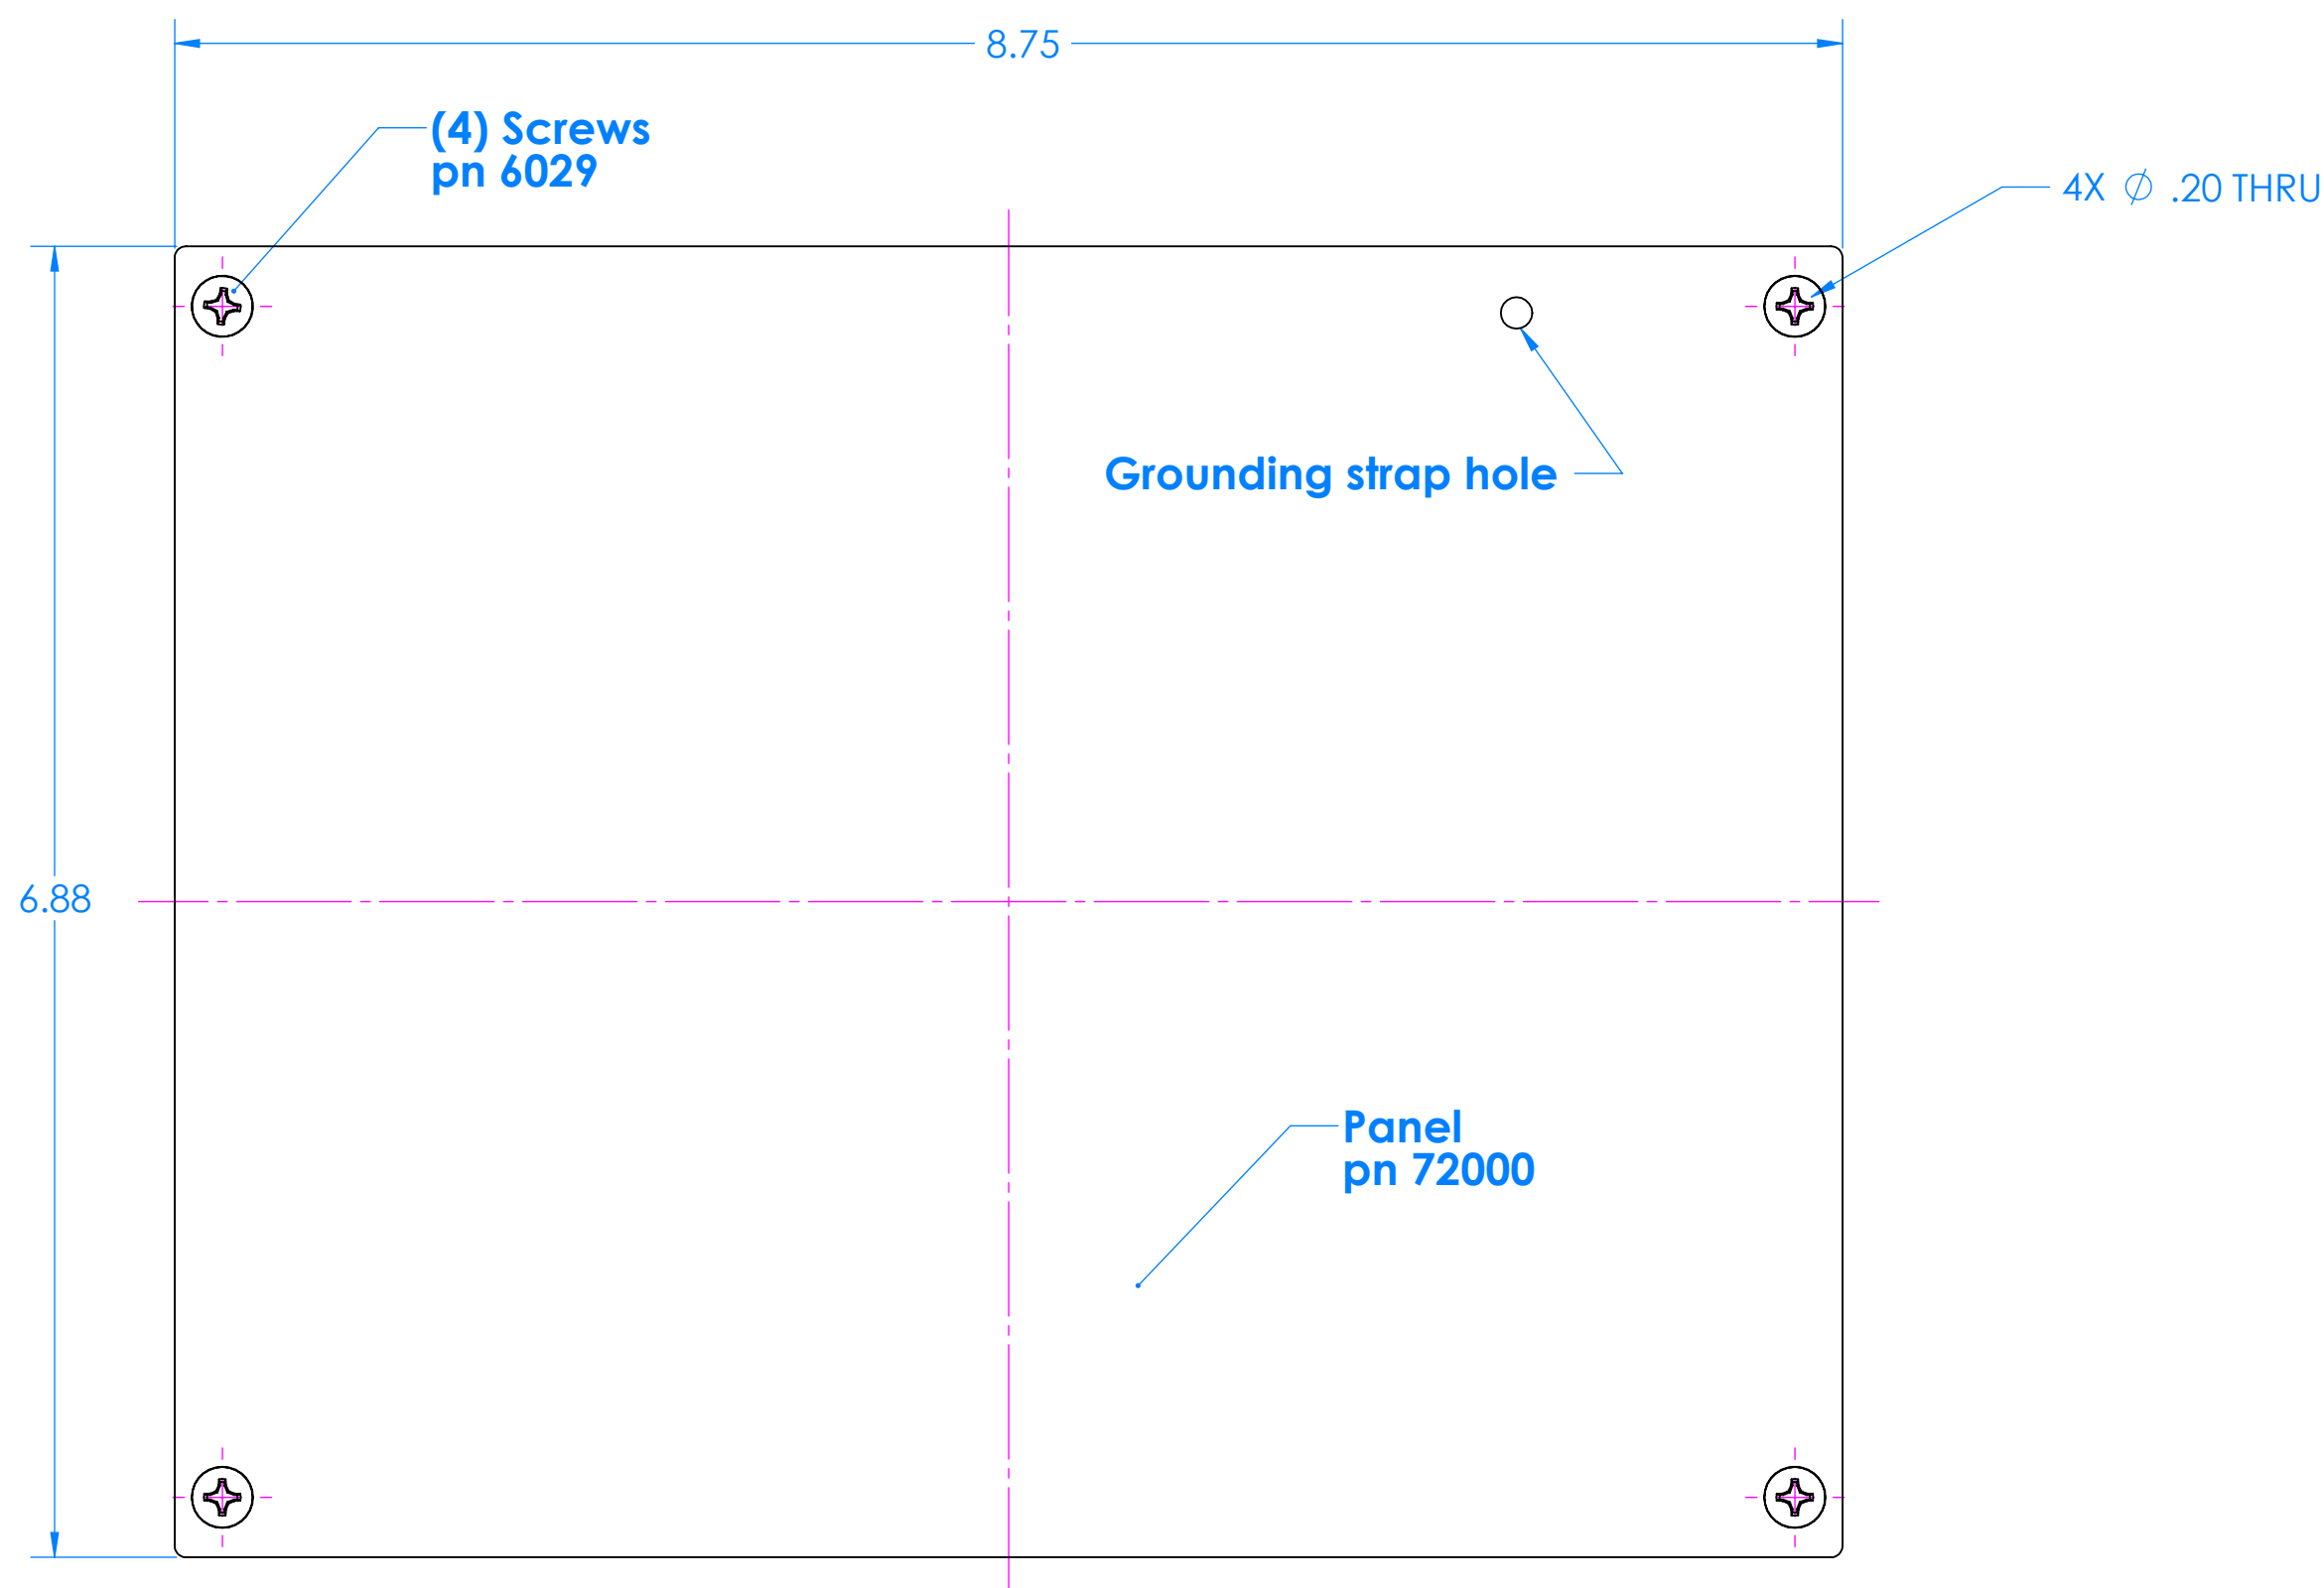 8.75
(4) Screws
pn 6029
4X ∅ .20 THRU
Grounding strap hole
6.88
Panel
pn 72000